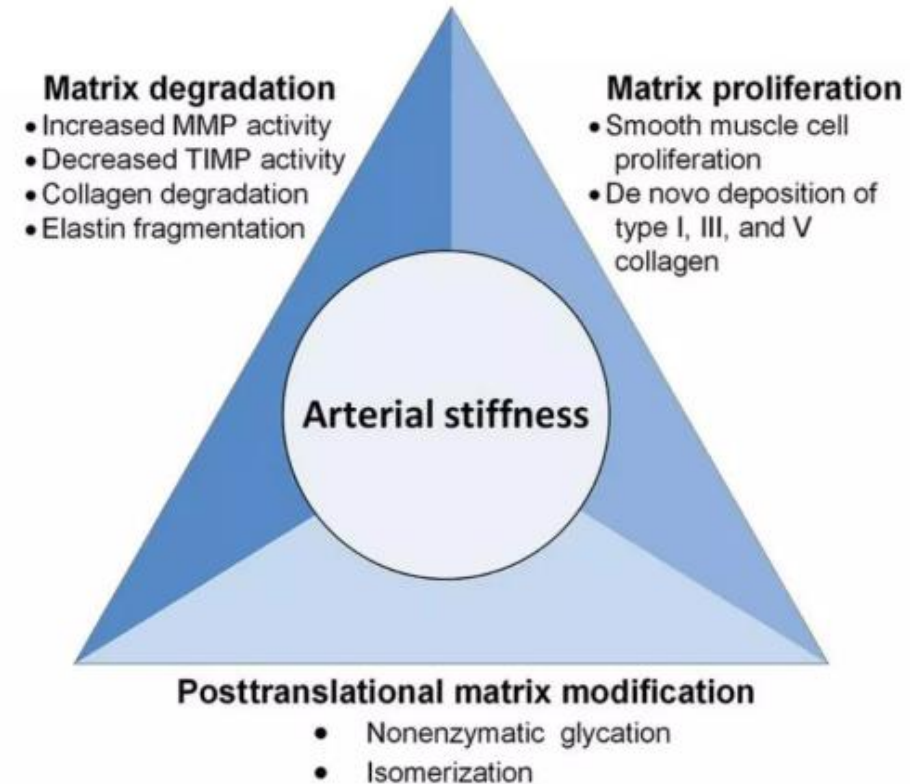 Matrix degradation
• Increased MMP activity
• Decreased TIMP activity
• Collagen degradation
• Elastin fragmentation
Matrix proliferation
• Smooth muscle cell
proliferation
• De novo deposition of
type I, III, and V
collagen
Arterial stiffness
Posttranslational matrix modification
• Nonenzymatic glycation
• Isomerization